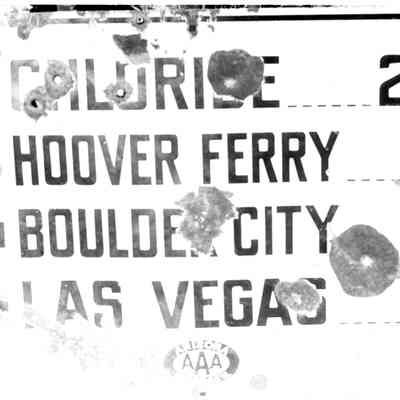 CHLORIDE 2
HOOVER FERRY
BOULDER CITY
LAS VEGAS
AAA